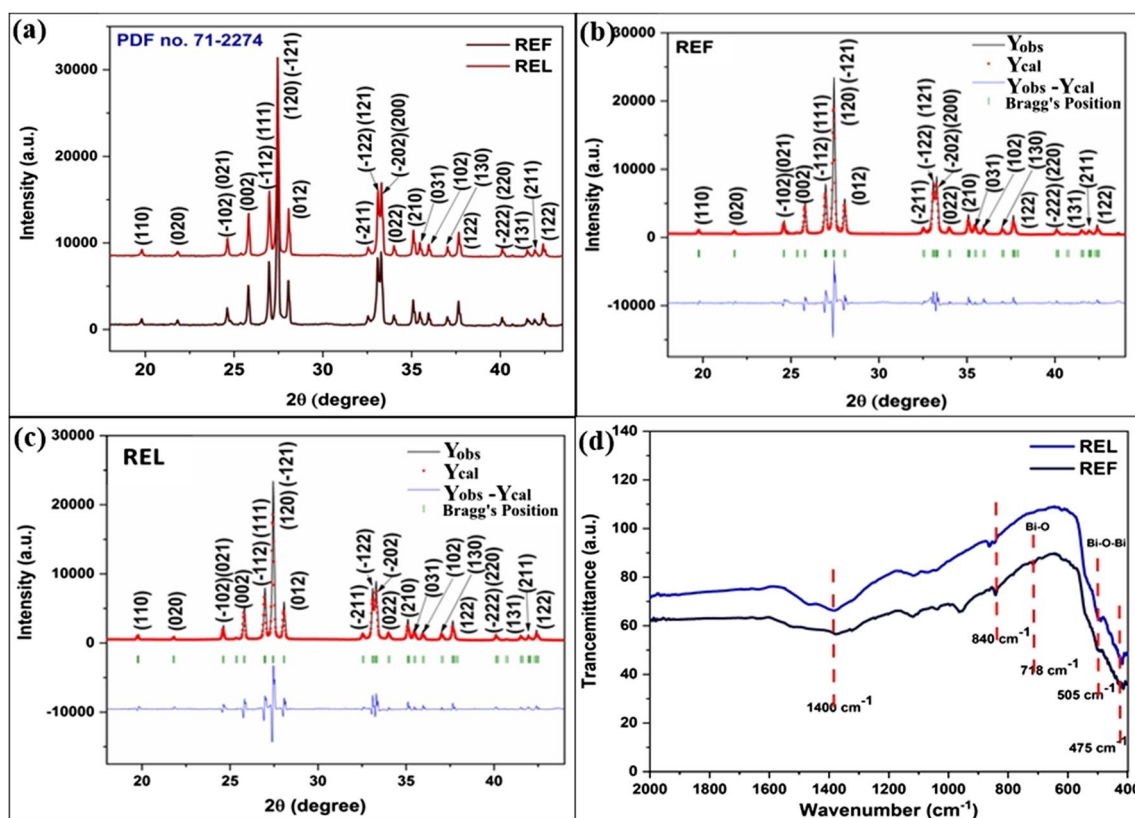 (a)
PDF no. 71-2274
REF
REL
30000
20000
10000
0
Intensity (a.u.)
(110)
(020)
(-102) (021)
(002)
(-112) (111)
(120) (-121)
(012)
(-211)
(-122) (121)
(-202)(200)
(022)
(210)
(031)
(102)
(130)
(122)
(-222) (220)
(131)
(211)
(122)
20 25 30 35 40
2θ (degree)
(b)
REF
Yobs
Ycal
Yobs -Ycal
Bragg's Position
30000
20000
10000
0
-10000
Intensity (a.u.)
(110)
(020)
(-102)(021)
(002)
(-112) (111)
(120) (-121)
(012)
(-211)
(-122) (121)
(-202)(200)
(022)
(210)
(031)
(102)
(130)
(122)
(-222) (220)
(131)
(211)
(122)
20 25 30 35 40
2θ (degree)
(c)
REL
Yobs
Ycal
Yobs -Ycal
Bragg's Position
30000
20000
10000
0
-10000
Intensity (a.u.)
(110)
(020)
(-102)(021)
(002)
(-112) (111)
(120) (-121)
(012)
(-211)
(-122)
(-202)
(022)
(210)
(031)
(102)
(130)
(122)
(-222)(220)
(131)
(211)
(122)
20 25 30 35 40
2θ (degree)
(d)
REL
REF
140
120
100
80
60
40
20
0
Trancemittance (a.u.)
Bi-O
Bi-O-Bi
1400 cm-1
840 cm-1
718 cm-1
505 cm-1
475 cm-1
2000 1800 1600 1400 1200 1000 800 600 400
Wavenumber (cm-1)